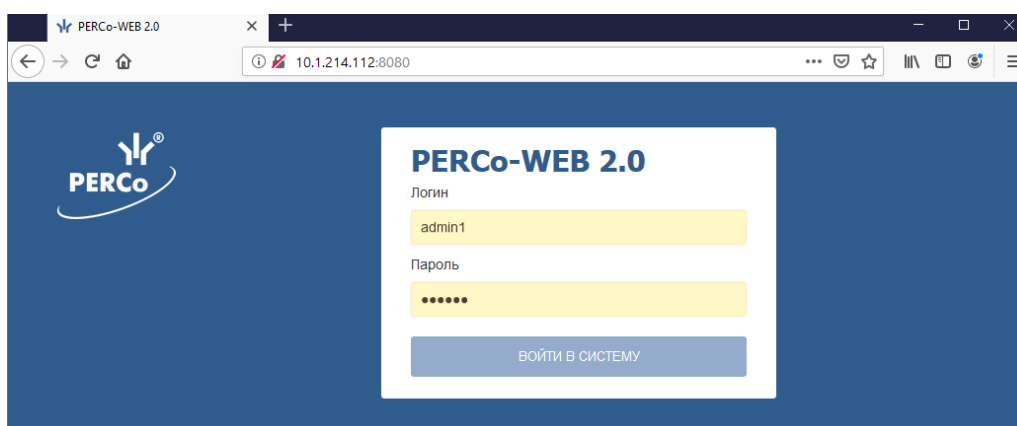 PERCo-WEB 2.0
10.1.214.112:8080
PERCo®
PERCo-WEB 2.0
Логин
admin1
Пароль
••••••
ВОЙТИ В СИСТЕМУ